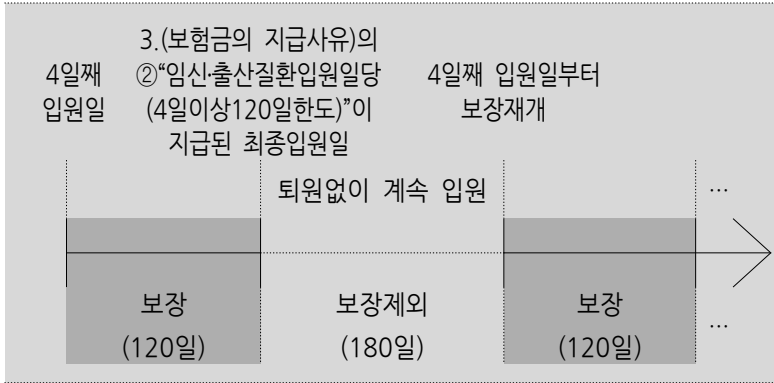 3.(보험금의 지급사유)의
4일째 ②“임신·출산질환입원일당 4일째 입원일부터
입원일 (4일이상120일한도)”이 보장재개
지급된 최종입원일
퇴원없이 계속 입원 …
보장 보장제외 보장 …
(120일) (180일) (120일)